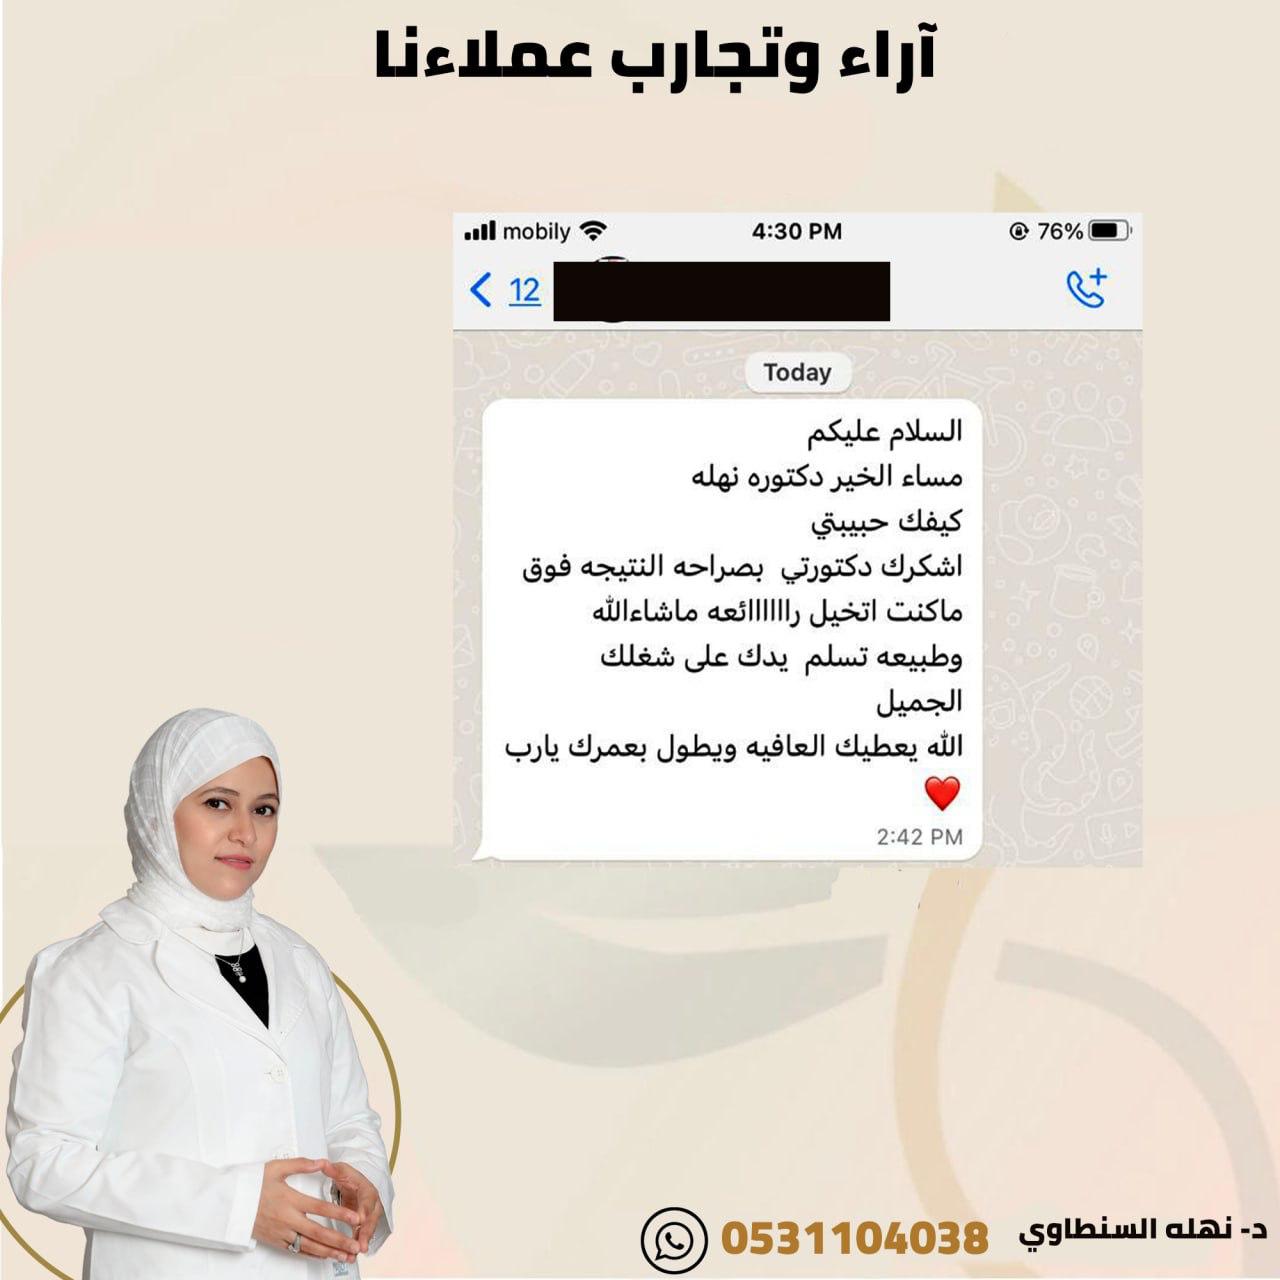 آراء وتجارب عملاءنا
mobily 4:30 PM 76%
12
Today
السلام عليكم
مساء الخير دكتوره نهله
كيفك حبيبتي
اشكرك دكتورتي بصراحه النتيجه فوق
ماكنت اتخيل رااااااائعه ماشاءالله
وطبيعه تسلم يدك على شغلك
الجميل
الله يعطيك العافيه ويطول بعمرك يارب
❤️
2:42 PM
د- نهله السنطاوي 0531104038